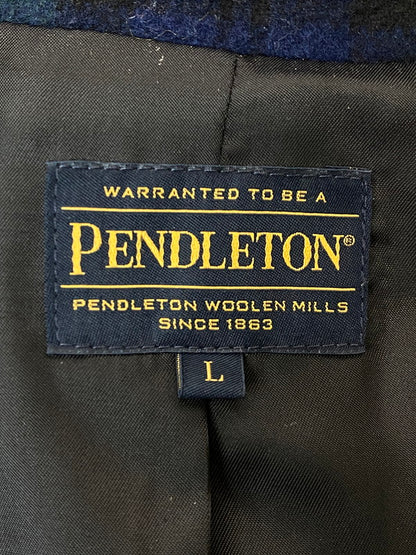 WARRANTED TO BE A
PENDLETON®
PENDLETON WOOLEN MILLS
SINCE 1863
L